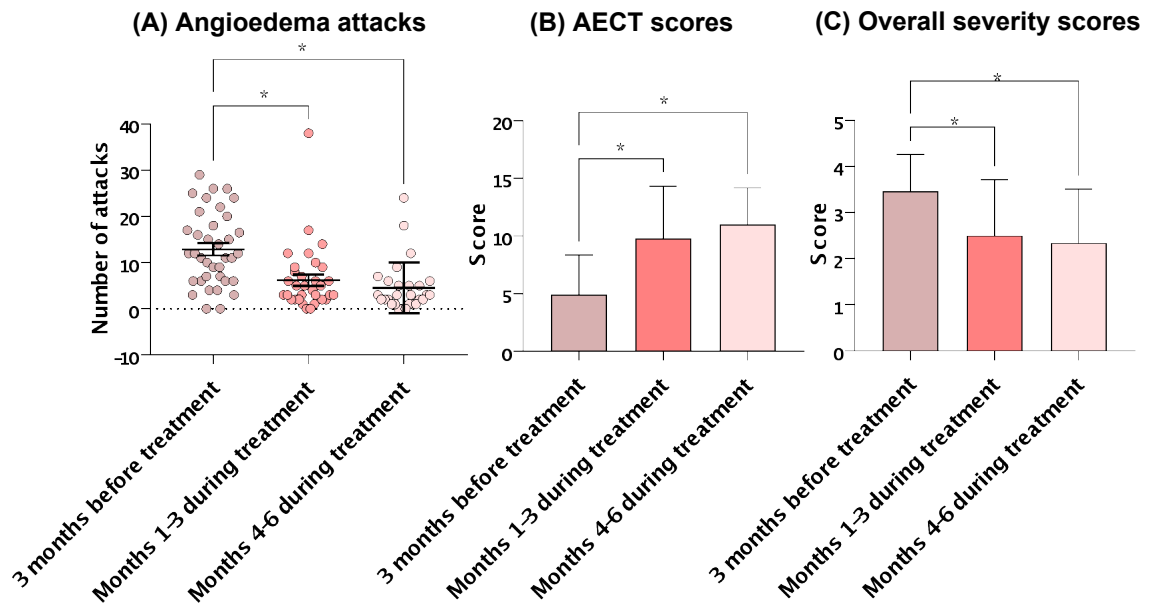 (A) Angioedema attacks
*
*
Number of attacks
40
30
20
10
0
-10
3 months before treatment
Months 1-3 during treatment
Months 4-6 during treatment
(B) AECT scores
*
*
Score
20
15
10
5
0
3 months before treatment
Months 1-3 during treatment
Months 4-6 during treatment
(C) Overall severity scores
*
*
Score
5
4
3
2
1
0
3 months before treatment
Months 1-3 during treatment
Months 4-6 during treatment